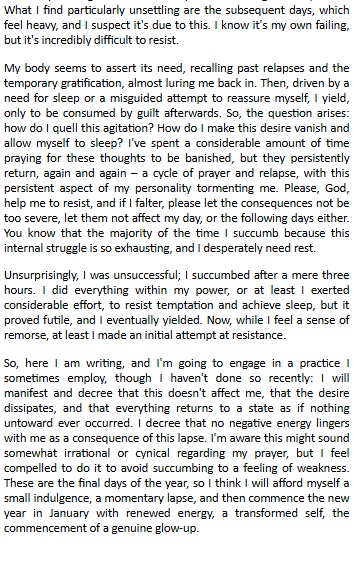 What I find particularly unsettling are the subsequent days, which
feel heavy, and I suspect it's due to this. I know it's my own failing,
but it's incredibly difficult to resist.
My body seems to assert its need, recalling past relapses and the
temporary gratification, almost luring me back in. Then, driven by a
need for sleep or a misguided attempt to reassure myself, I yield,
only to be consumed by guilt afterwards. So, the question arises:
how do I quell this agitation? How do I make this desire vanish and
allow myself to sleep? I've spent a considerable amount of time
praying for these thoughts to be banished, but they persistently
return, again and again – a cycle of prayer and relapse, with this
persistent aspect of my personality tormenting me. Please, God,
help me to resist, and if I falter, please let the consequences not be
too severe, let them not affect my day, or the following days either.
You know that the majority of the time I succumb because this
internal struggle is so exhausting, and I desperately need rest.
Unsurprisingly, I was unsuccessful; I succumbed after a mere three
hours. I did everything within my power, or at least I exerted
considerable effort, to resist temptation and achieve sleep, but it
proved futile, and I eventually yielded. Now, while I feel a sense of
remorse, at least I made an initial attempt at resistance.
So, here I am writing, and I'm going to engage in a practice I
sometimes employ, though I haven't done so recently: I will
manifest and decree that this doesn't affect me, that the desire
dissipates, and that everything returns to a state as if nothing
untoward ever occurred. I decree that no negative energy lingers
with me as a consequence of this lapse. I'm aware this might sound
somewhat irrational or cynical regarding my prayer, but I feel
compelled to do it to avoid succumbing to a feeling of weakness.
These are the final days of the year, so I think I will afford myself a
small indulgence, a momentary lapse, and then commence the new
year in January with renewed energy, a transformed self, the
commencement of a genuine glow-up.